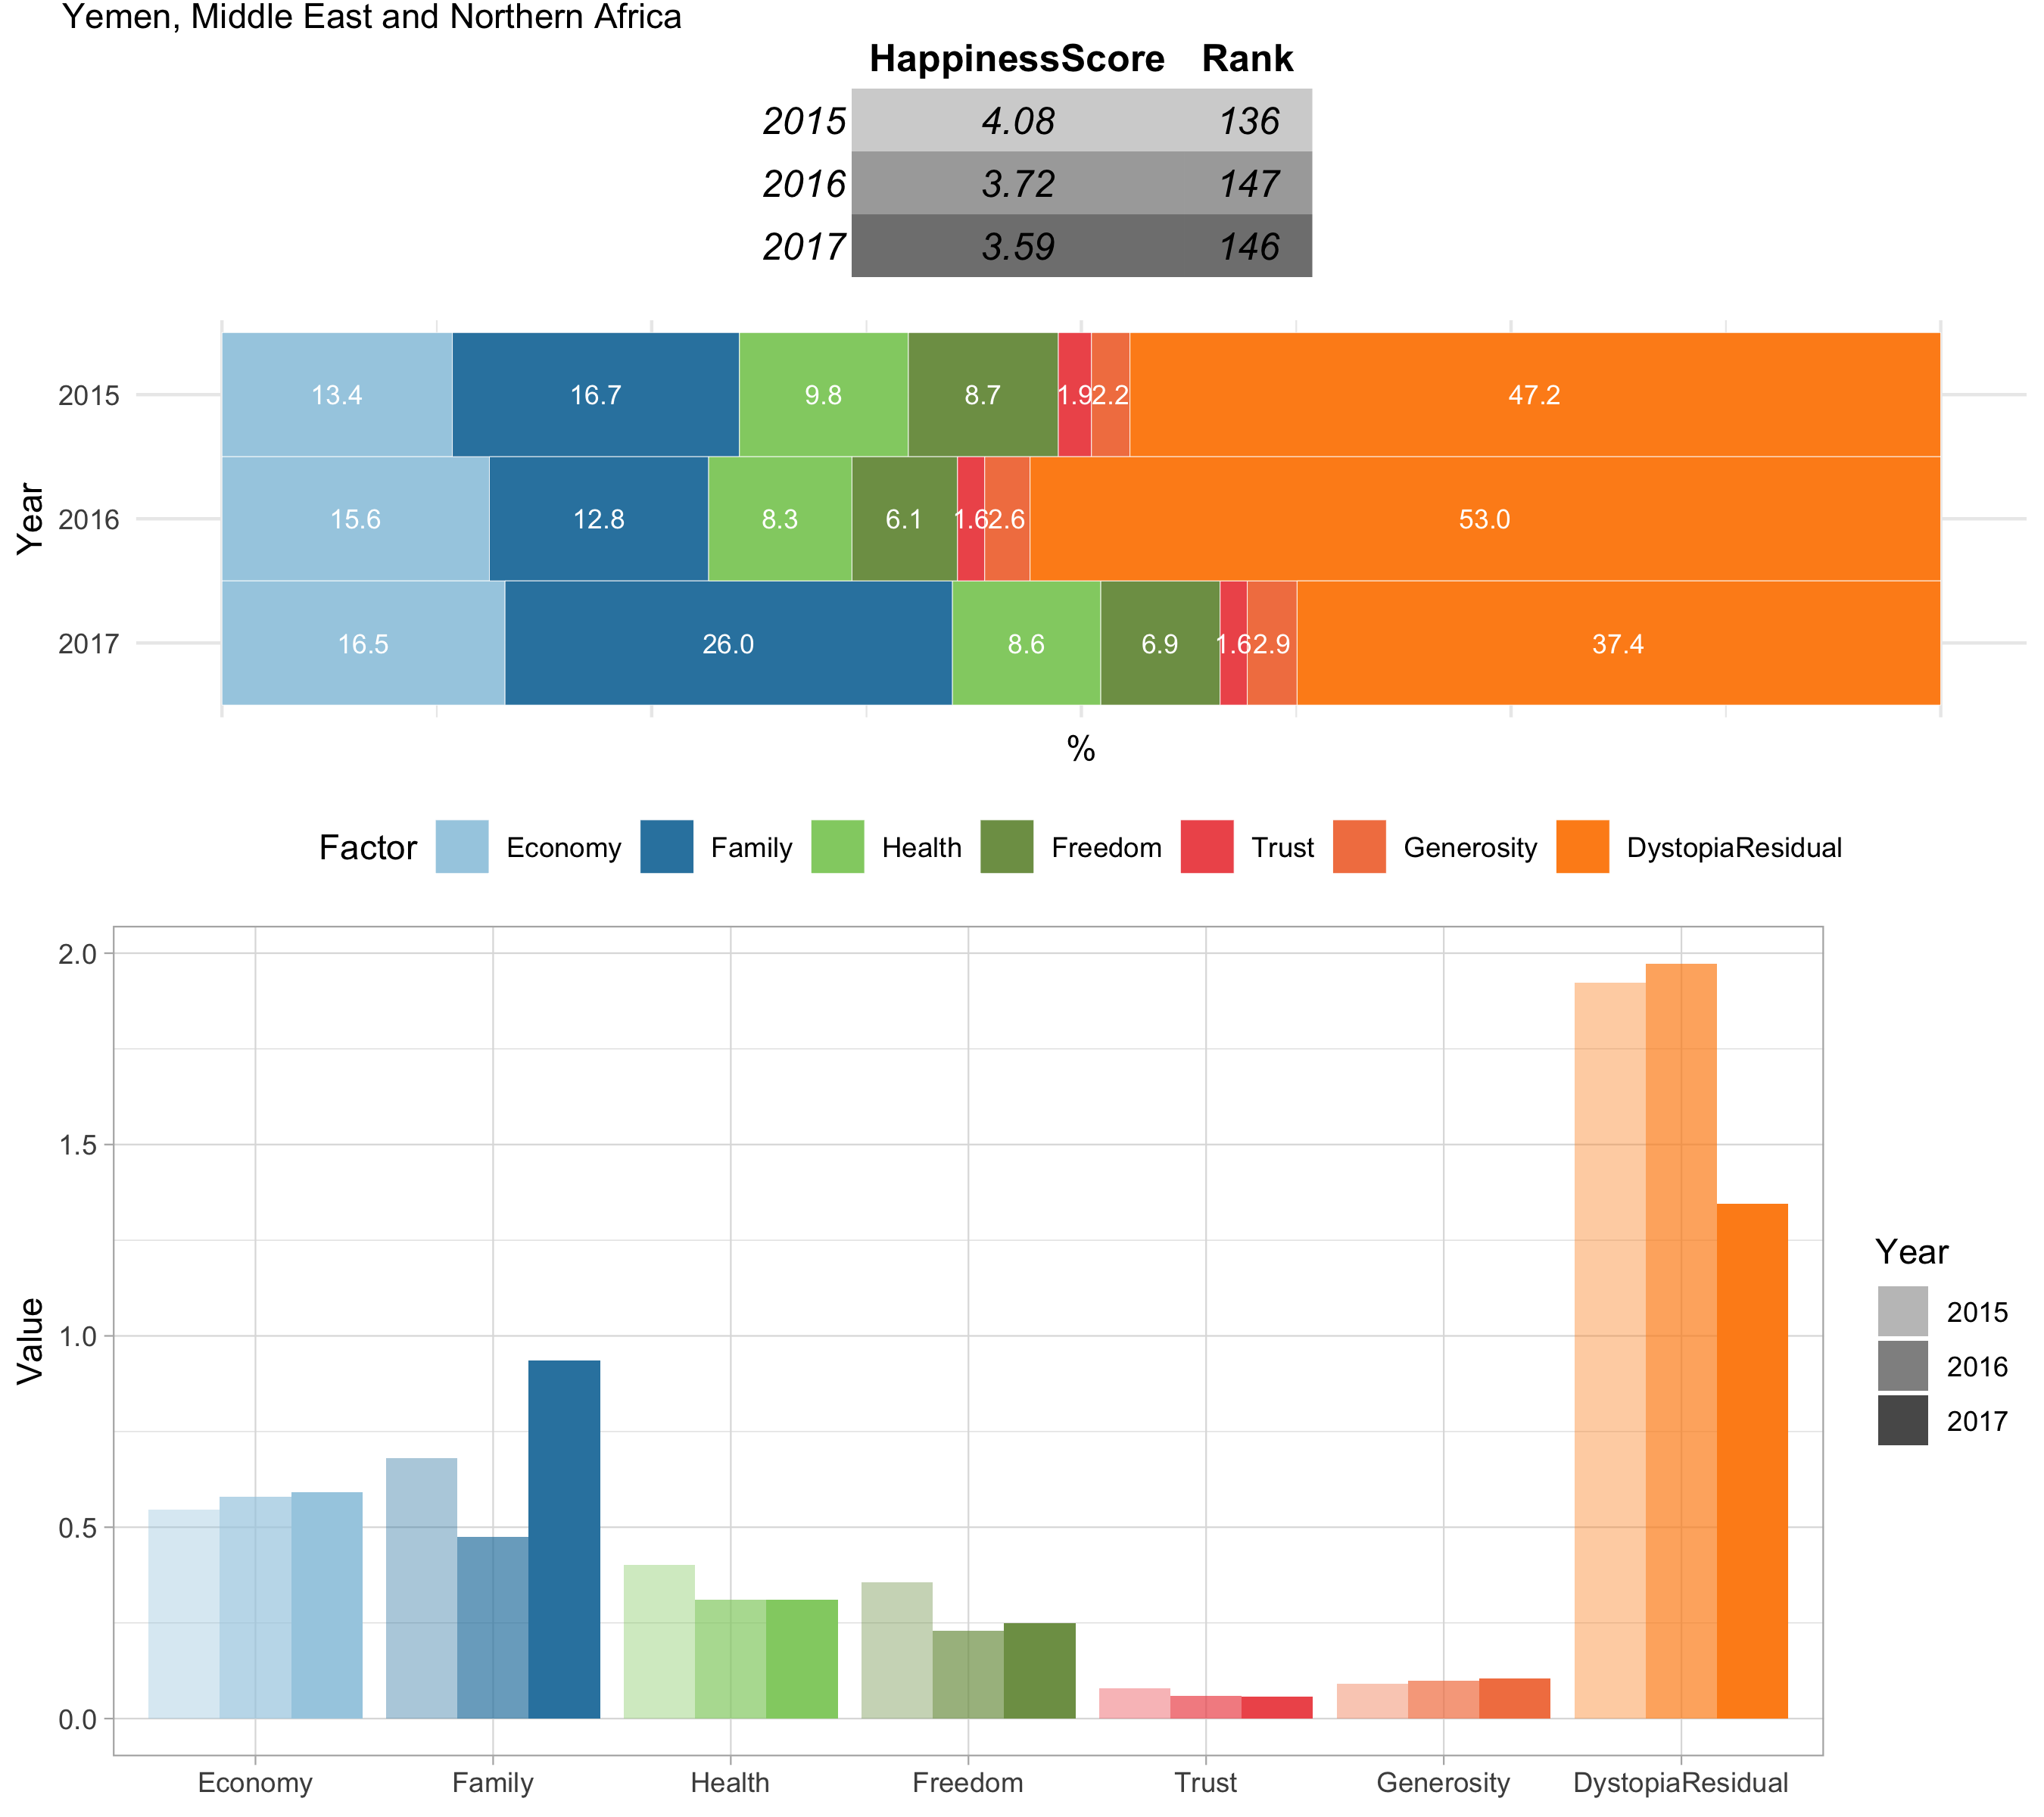 Yemen, Middle East and Northern Africa
HappinessScore Rank
2015 4.08 136
2016 3.72 147
2017 3.59 146
Year
2015 13.4 16.7 9.8 8.7 1.9 2.2 47.2
2016 15.6 12.8 8.3 6.1 1.6 2.6 53.0
2017 16.5 26.0 8.6 6.9 1.6 2.9 37.4
%
Factor Economy Family Health Freedom Trust Generosity DystopiaResidual
Value
2.0
1.5
1.0
0.5
0.0
Economy Family Health Freedom Trust Generosity DystopiaResidual
Year
2015
2016
2017